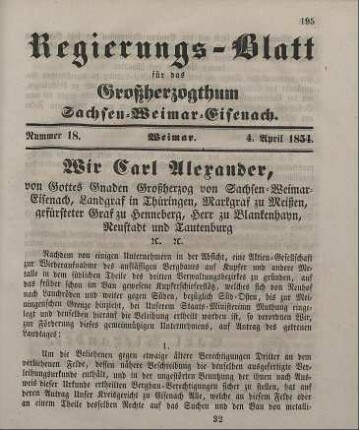 195
Regierungs-Blatt
für das
Großherzogthum
Sachsen-Weimar-Eisenach.
Nummer 18. Weimar. 4. April 1854.
Wir Carl Alexander,
von Gottes Gnaden Großherzog von Sachsen-Weimar-
Eisenach, Landgraf in Thüringen, Markgraf zu Meißen,
gefürsteter Graf zu Henneberg, Herr zu Blankenhayn,
Neustadt und Tautenburg
ꝛc. ꝛc.
Nachdem von einigen Unternehmern in der Absicht, eine Aktien-Gesellschaft
zur Wiederaufnahme des auflässigen Bergbaues auf Kupfer und andere Me-
talle in dem südlichen Theile des dritten Verwaltungsbezirkes zu gründen, auf
das früher schon im Bau gewesene Kupferschieferflötz, welches sich von Neuhof
nach Landröden und weiter gegen Süden, bezüglich Süd-Osten, bis zur Mei-
ningenschen Grenze hinzieht, bei Unserem Staats-Ministerium Muthung einge-
legt und denselben hierauf die Beleihung ertheilt worden ist, so verordnen Wir,
zur Förderung dieses gemeinnützigen Unternehmens, auf Antrag des getreuen
Landtages:
1.
Um die Beliehenen gegen etwaige ältere Berechtigungen Dritter an dem
verliehenen Felde, dessen nähere Beschreibung die denselben ausgefertigte Ver-
leihungsurkunde enthält, und in der ungestörten Benutzung der ihnen nach Aus-
weis dieser Urkunde ertheilten Bergbau-Berechtigungen sicher zu stellen, hat auf
deren Antrag Unser Kreisgericht zu Eisenach Alle, welche an diesem Felde oder
an einem Theile desselben Rechte auf das Suchen und den Bau von metalli-
32